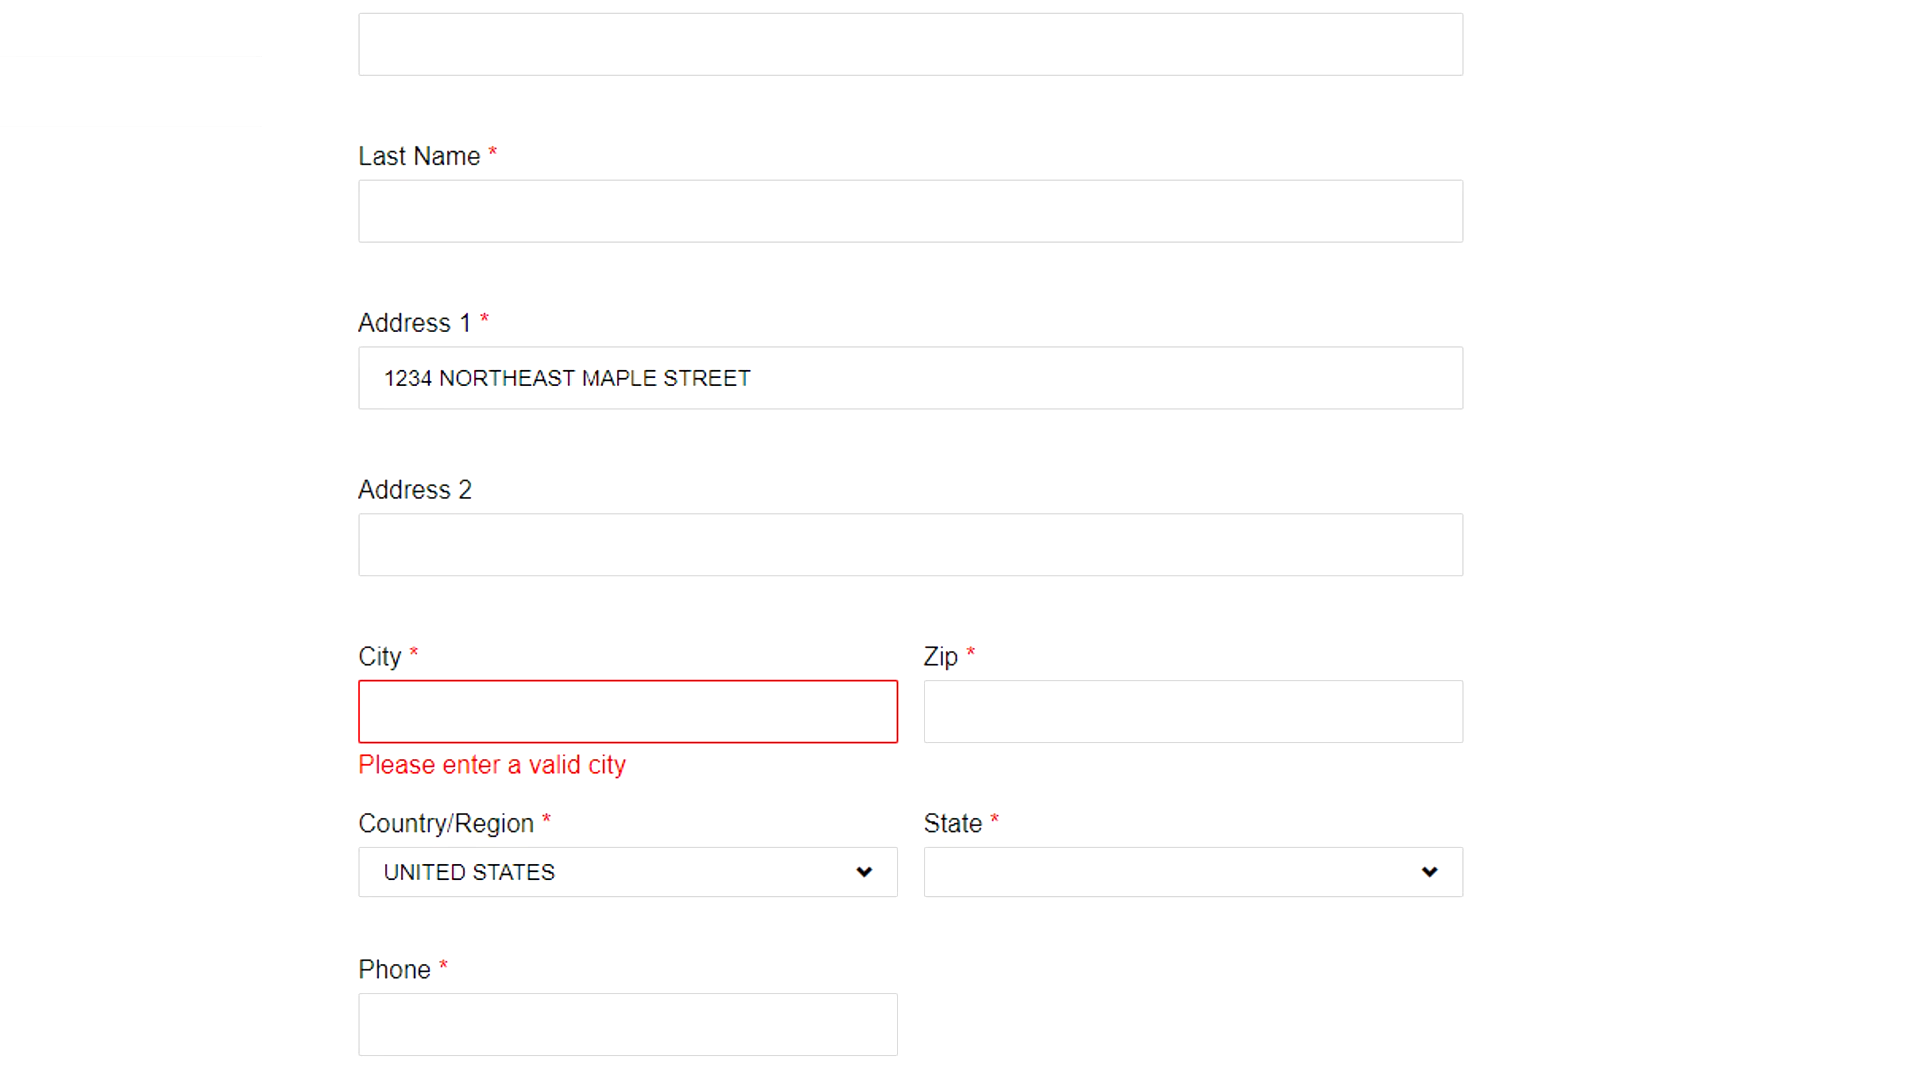 Last Name *
Address 1 *
1234 NORTHEAST MAPLE STREET
Address 2
City *
Zip *
Please enter a valid city
Country/Region *
State *
UNITED STATES
Phone *